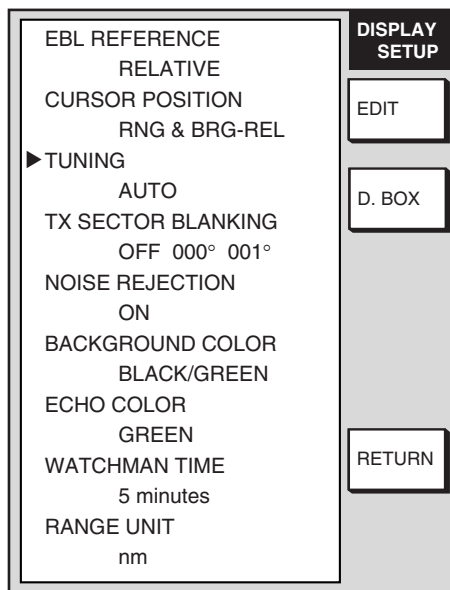 EBL REFERENCE
RELATIVE
CURSOR POSITION
RNG & BRG-REL
▶TUNING
AUTO
TX SECTOR BLANKING
OFF 000° 001°
NOISE REJECTION
ON
BACKGROUND COLOR
BLACK/GREEN
ECHO COLOR
GREEN
WATCHMAN TIME
5 minutes
RANGE UNIT
nm
DISPLAY
SETUP
EDIT
D. BOX
RETURN